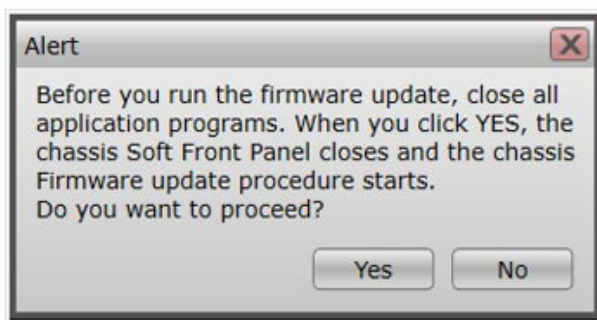 Alert
Before you run the firmware update, close all
application programs. When you click YES, the
chassis Soft Front Panel closes and the chassis
Firmware update procedure starts.
Do you want to proceed?
Yes
No